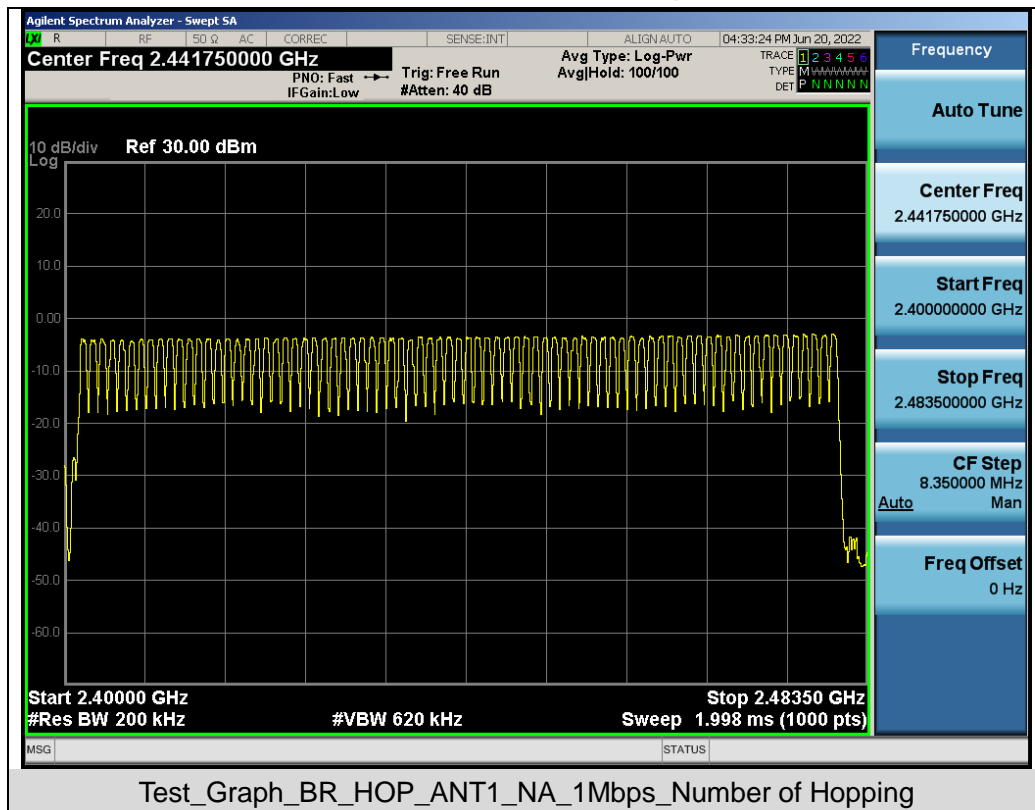 Agilent Spectrum Analyzer - Swept SA
LXI R RF 50 Ω AC CORREC SENSE:INT ALIGN AUTO 04:33:24 PM Jun 20, 2022
Center Freq 2.441750000 GHz
PNO: Fast
IFGain:Low
Trig: Free Run
#Atten: 40 dB
Avg Type: Log-Pwr
Avg|Hold: 100/100
TRACE 1 2 3 4 5 6
TYPE M
DET P N N N N N
10 dB/div Ref 30.00 dBm
Log
20.0
10.0
0.00
-10.0
-20.0
-30.0
-40.0
-50.0
-60.0
Start 2.40000 GHz Stop 2.48350 GHz
#Res BW 200 kHz #VBW 620 kHz Sweep 1.998 ms (1000 pts)
MSG STATUS
Frequency
Auto Tune
Center Freq
2.441750000 GHz
Start Freq
2.400000000 GHz
Stop Freq
2.483500000 GHz
CF Step
8.350000 MHz
Auto Man
Freq Offset
0 Hz
Test_Graph_BR_HOP_ANT1_NA_1Mbps_Number of Hopping